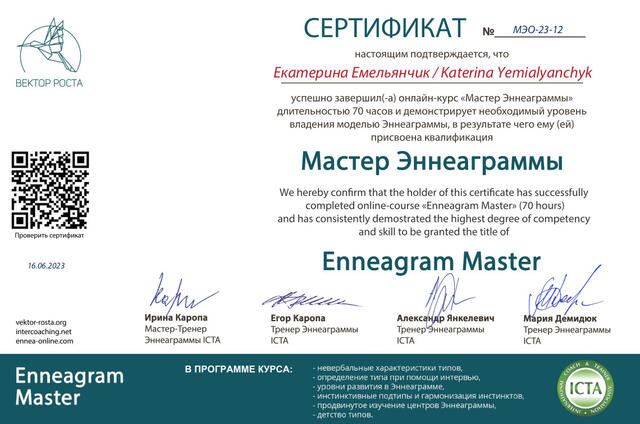 СЕРТИФИКАТ
№ МЭО-23-12
настоящим подтверждается, что
Екатерина Емельянчик / Katerina Yemialyanchyk
ВЕКТОР РОСТА
успешно завершил(-а) онлайн-курс «Мастер Эннеаграммы»
длительностью 70 часов и демонстрирует необходимый уровень
владения моделью Эннеаграммы, в результате чего ему (ей)
присвоена квалификация
Мастер Эннеаграммы
We hereby confirm that the holder of this certificate has successfully
completed online-course «Enneagram Master» (70 hours)
and has consistently demostrated the highest degree of competency
and skill to be granted the title of
Enneagram Master
Проверить сертификат
16.06.2023
vektor-rosta.org
intercoaching.net
ennea-online.com
Ирина Каропа
Мастер-Тренер
Эннеаграммы ICTA
Егор Каропа
Тренер Эннеаграммы
ICTA
Александр Янкелевич
Тренер Эннеаграммы
ICTA
Мария Демидюк
Тренер Эннеаграммы
ICTA
Enneagram
Master
В ПРОГРАММЕ КУРСА:
- невербальные характеристики типов,
- определение типа при помощи интервью,
- уровни развития в Эннеаграмме,
- инстинктивные подтипы и гармонизация инстинктов,
- продвинутое изучение центров Эннеаграммы,
- детство типов.
INTERNATIONAL COACH & TRAINER ASSOCIATION
ICTA